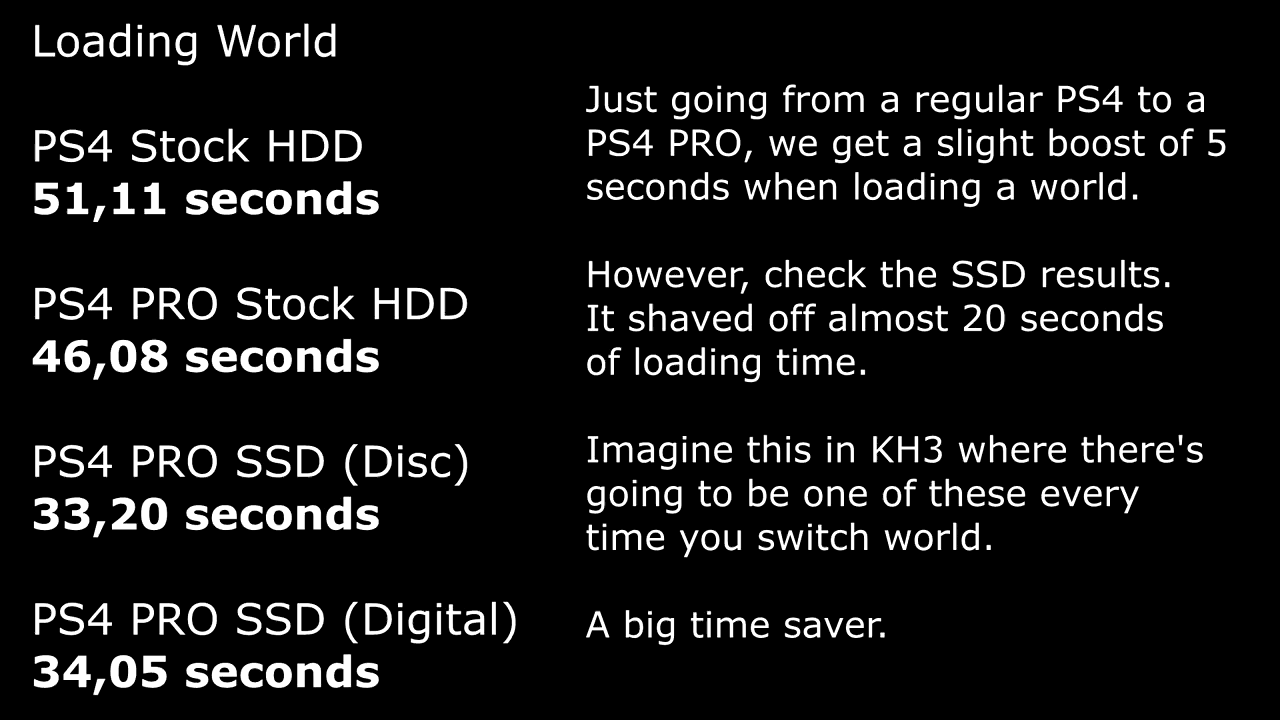 Loading World
PS4 Stock HDD
51,11 seconds
PS4 PRO Stock HDD
46,08 seconds
PS4 PRO SSD (Disc)
33,20 seconds
PS4 PRO SSD (Digital)
34,05 seconds
Just going from a regular PS4 to a
PS4 PRO, we get a slight boost of 5
seconds when loading a world.
However, check the SSD results.
It shaved off almost 20 seconds
of loading time.
Imagine this in KH3 where there's
going to be one of these every
time you switch world.
A big time saver.